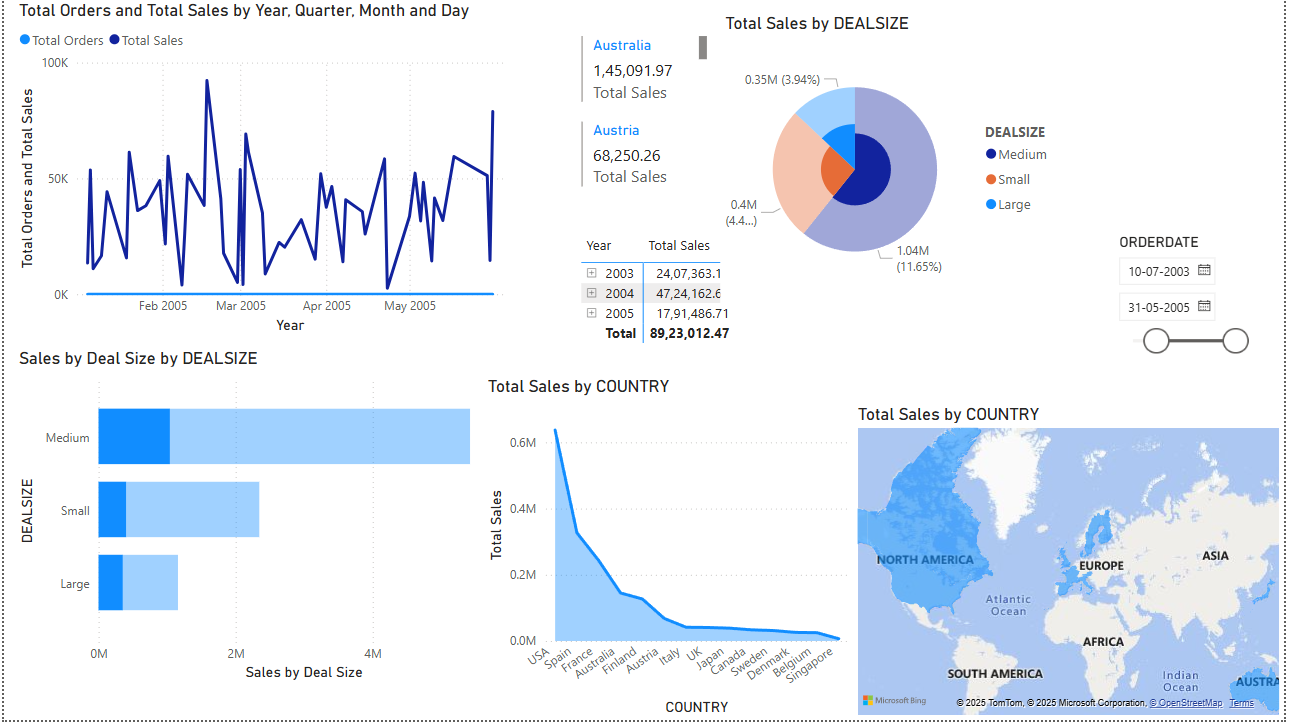 Total Orders and Total Sales by Year, Quarter, Month and Day
Total Orders Total Sales
Total Orders and Total Sales
100K
50K
0K
Feb 2005 Mar 2005 Apr 2005 May 2005
Year
Australia
1,45,091.97
Total Sales
Austria
68,250.26
Total Sales
Year Total Sales
2003 24,07,363.1
2004 47,24,162.6
2005 17,91,486.71
Total 89,23,012.47
Total Sales by DEALSIZE
0.35M (3.94%)
0.4M
(4.4...)
1.04M
(11.65%)
DEALSIZE
Medium
Small
Large
ORDERDATE
10-07-2003
31-05-2005
Sales by Deal Size by DEALSIZE
DEALSIZE
Medium
Small
Large
0M 2M 4M
Sales by Deal Size
Total Sales by COUNTRY
Total Sales
0.6M
0.4M
0.2M
0.0M
USA Spain France Australia Finland Austria Italy UK Japan Canada Sweden Denmark Belgium Singapore
COUNTRY
Total Sales by COUNTRY
NORTH AMERICA
EUROPE
ASIA
Atlantic
Ocean
AFRICA
SOUTH AMERICA
Indian
Ocean
AUSTRA
Microsoft Bing
© 2025 TomTom, © 2025 Microsoft Corporation, © OpenStreetMap Terms